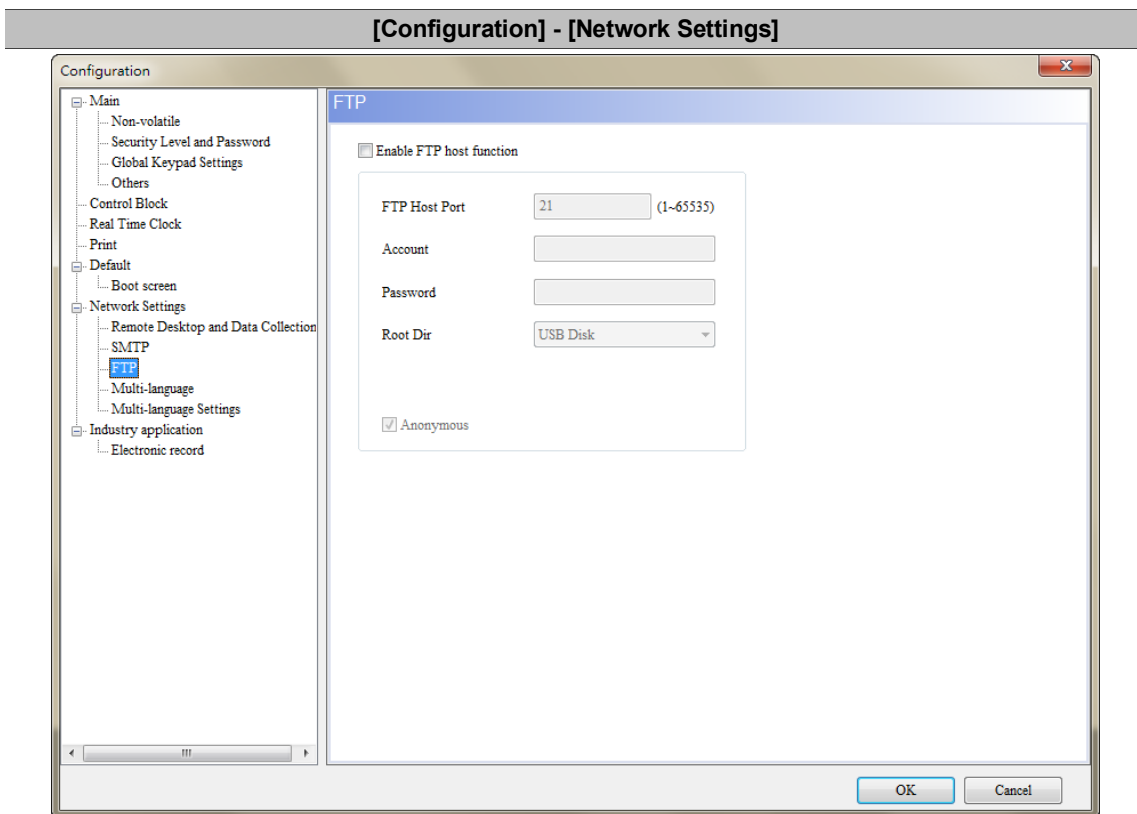 [Configuration] - [Network Settings]
Configuration
Main
Non-volatile
Security Level and Password
Global Keypad Settings
Others
Control Block
Real Time Clock
Print
Default
Boot screen
Network Settings
Remote Desktop and Data Collection
SMTP
FTP
Multi-language
Multi-language Settings
Industry application
Electronic record
FTP
Enable FTP host function
FTP Host Port 21 (1~65535)
Account
Password
Root Dir USB Disk
Anonymous
OK Cancel